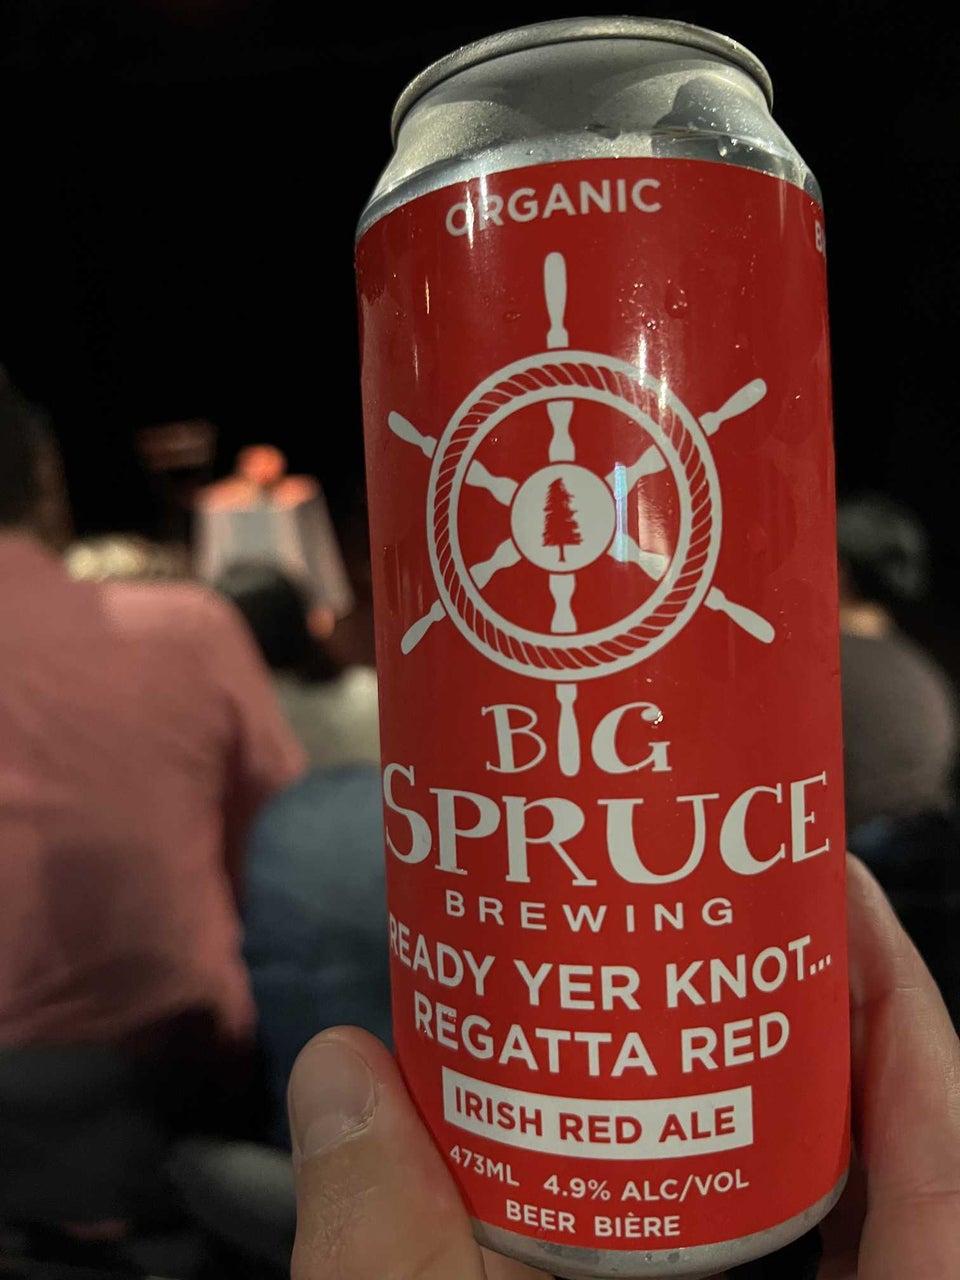 ORGANIC
BIG
SPRUCE
BREWING
READY YER KNOT...
REGATTA RED
IRISH RED ALE
473ML 4.9% ALC/VOL
BEER BIÈRE